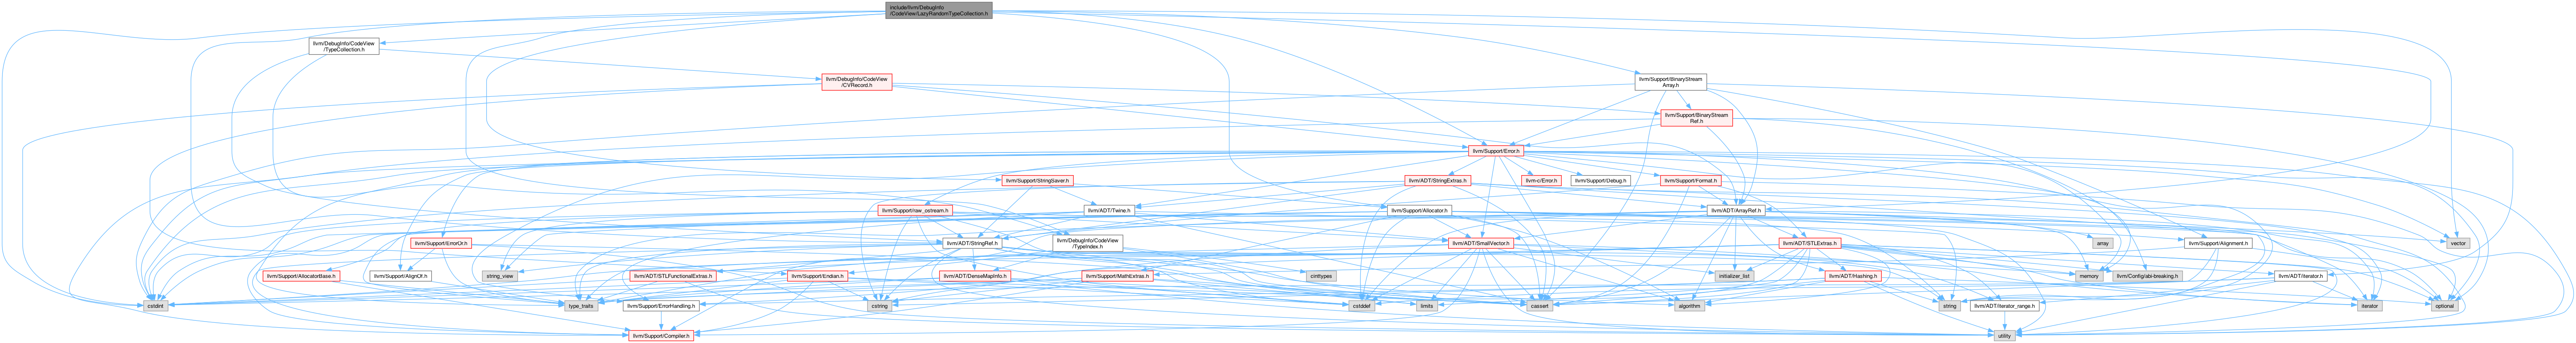 include/llvm/DebugInfo
/CodeView/LazyRandomTypeCollection.h
llvm/DebugInfo/CodeView
/TypeCollection.h
llvm/DebugInfo/CodeView
/CVRecord.h
llvm/Support/BinaryStream
Array.h
llvm/Support/BinaryStream
Ref.h
llvm/Support/Error.h
llvm/Support/StringSaver.h
llvm/ADT/StringExtras.h
llvm-c/Error.h
llvm/Support/Debug.h
llvm/Support/Format.h
llvm/Support/raw_ostream.h
llvm/ADT/Twine.h
llvm/Support/Allocator.h
llvm/ADT/ArrayRef.h
llvm/Support/ErrorOr.h
llvm/ADT/StringRef.h
llvm/DebugInfo/CodeView
/TypeIndex.h
llvm/ADT/SmallVector.h
llvm/ADT/STLExtras.h
array
llvm/Support/Alignment.h
vector
llvm/Support/AllocatorBase.h
llvm/Support/AlignOf.h
string_view
llvm/ADT/STLFunctionalExtras.h
llvm/Support/Endian.h
llvm/ADT/DenseMapInfo.h
cinttypes
llvm/Support/MathExtras.h
initializer_list
llvm/ADT/Hashing.h
memory
llvm/Config/abi-breaking.h
llvm/ADT/iterator.h
cstdint
type_traits
llvm/Support/ErrorHandling.h
cstring
cstddef
limits
cassert
algorithm
string
llvm/ADT/iterator_range.h
iterator
optional
llvm/Support/Compiler.h
utility